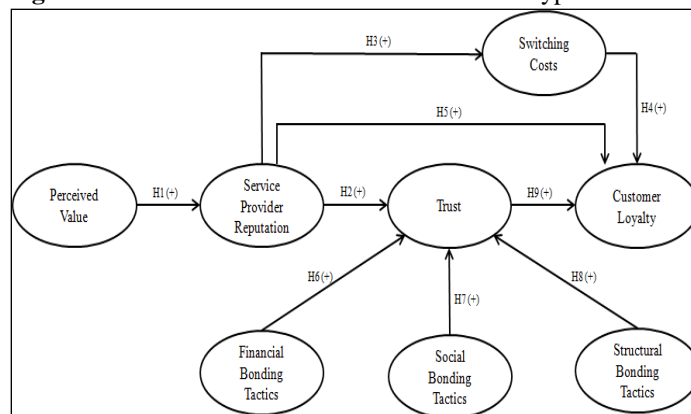 Switching
Costs
H3 (+)
H5 (+)
H4 (+)
Perceived
Value
H1 (+)
Service
Provider
Reputation
H2 (+)
Trust
H9 (+)
Customer
Loyalty
H6 (+)
H7 (+)
H8 (+)
Financial
Bonding
Tactics
Social
Bonding
Tactics
Structural
Bonding
Tactics